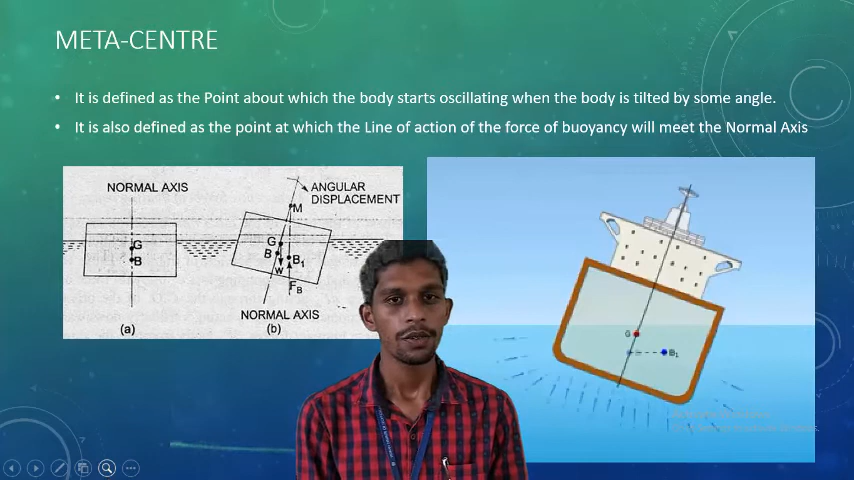 META-CENTRE
• It is defined as the Point about which the body starts oscillating when the body is tilted by some angle.
• It is also defined as the point at which the Line of action of the force of buoyancy will meet the Normal Axis
NORMAL AXIS
G
B
(a)
ANGULAR
DISPLACEMENT
M
G
B
B1
W
FB
NORMAL AXIS
(b)
G
B1